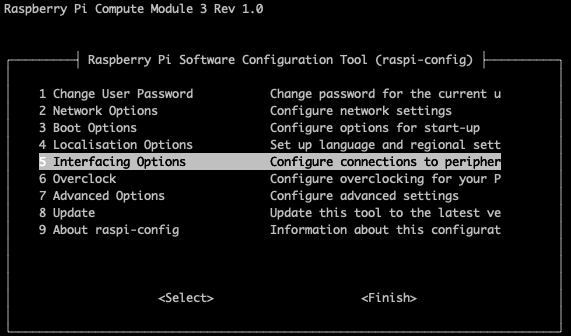 Raspberry Pi Compute Module 3 Rev 1.0
Raspberry Pi Software Configuration Tool (raspi-config)
1 Change User Password Change password for the current u
2 Network Options Configure network settings
3 Boot Options Configure options for start-up
4 Localisation Options Set up language and regional sett
5 Interfacing Options Configure connections to peripher
6 Overclock Configure overclocking for your P
7 Advanced Options Configure advanced settings
8 Update Update this tool to the latest ve
9 About raspi-config Information about this configurat
<Select> <Finish>